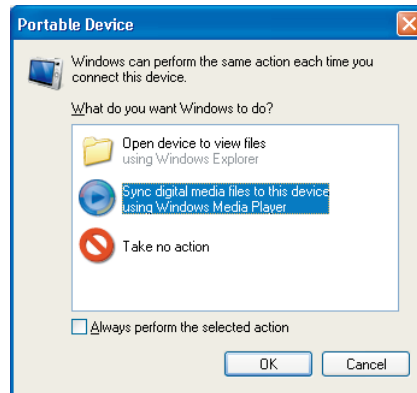 Portable Device
Windows can perform the same action each time you
connect this device.
What do you want Windows to do?
Open device to view files
using Windows Explorer
Sync digital media files to this device
using Windows Media Player
Take no action
Always perform the selected action
OK Cancel